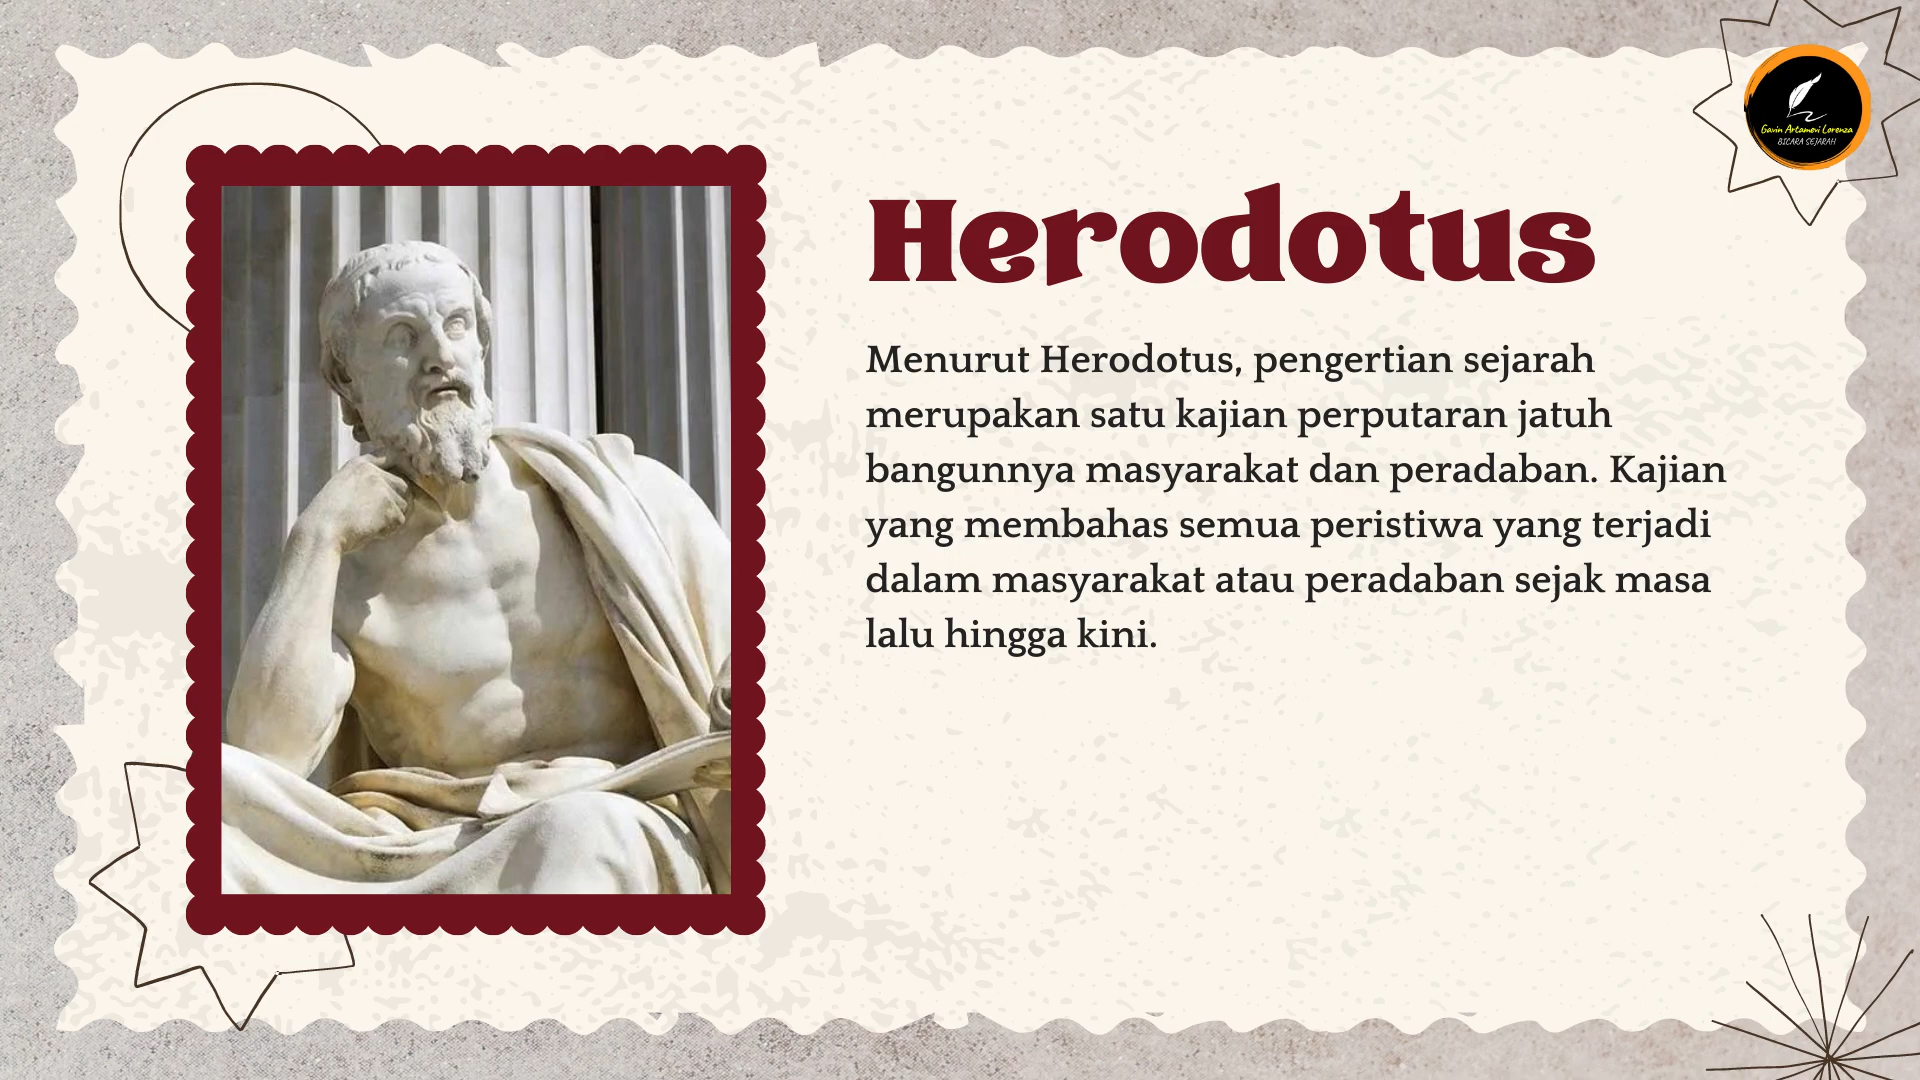 Gavin Artameri Lorenza
BICARA SEJARAH
Herodotus
Menurut Herodotus, pengertian sejarah
merupakan satu kajian perputaran jatuh
bangunnya masyarakat dan peradaban. Kajian
yang membahas semua peristiwa yang terjadi
dalam masyarakat atau peradaban sejak masa
lalu hingga kini.